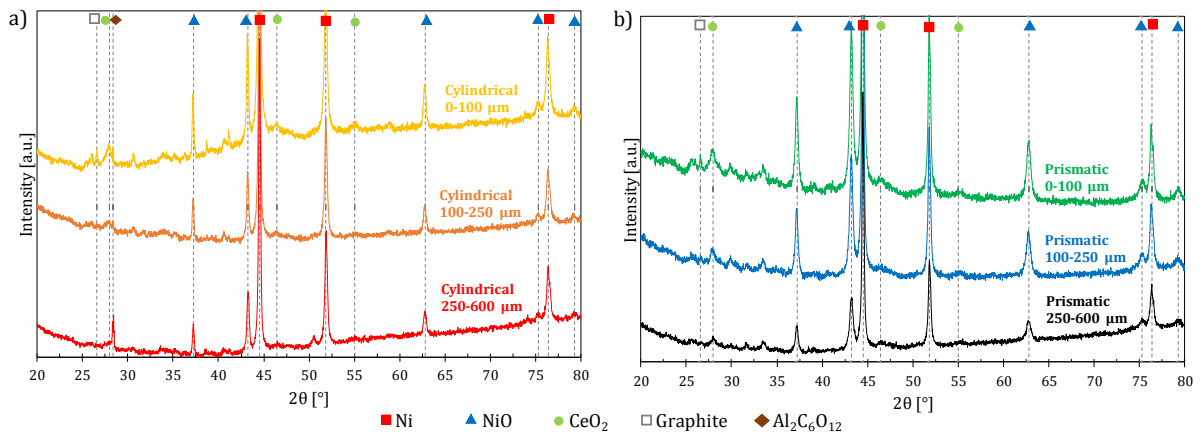 a)
Intensity [a.u.]
Cylindrical
0-100 μm
Cylindrical
100-250 μm
Cylindrical
250-600 μm
20 25 30 35 40 45 50 55 60 65 70 75 80
2θ [°]
b)
Intensity [a.u.]
Prismatic
0-100 μm
Prismatic
100-250 μm
Prismatic
250-600 μm
20 25 30 35 40 45 50 55 60 65 70 75 80
2θ [°]
Ni NiO CeO₂ Graphite Al₂C₆O₁₂